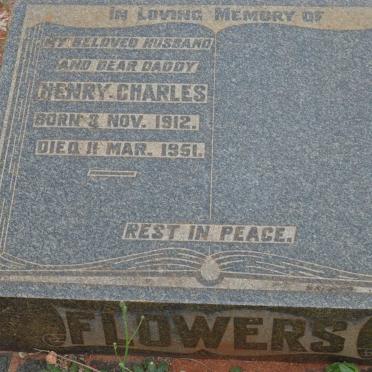 IN LOVING MEMORY OF
MY BELOVED HUSBAND
AND DEAR DADDY
HENRY CHARLES
BORN 3 NOV. 1912.
DIED 11 MAR. 1951.
REST IN PEACE.
FLOWERS